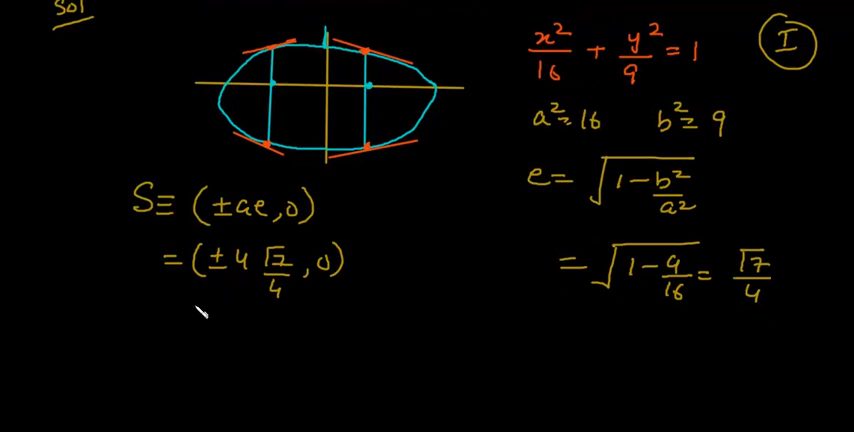 Sol
x²/16 + y²/9 = 1
I
a² = 16 b² = 9
e = √(1 - b²/a²)
S ≡ (±ae, 0)
= (±4 √7/4, 0)
= √(1 - 9/16) = √7/4